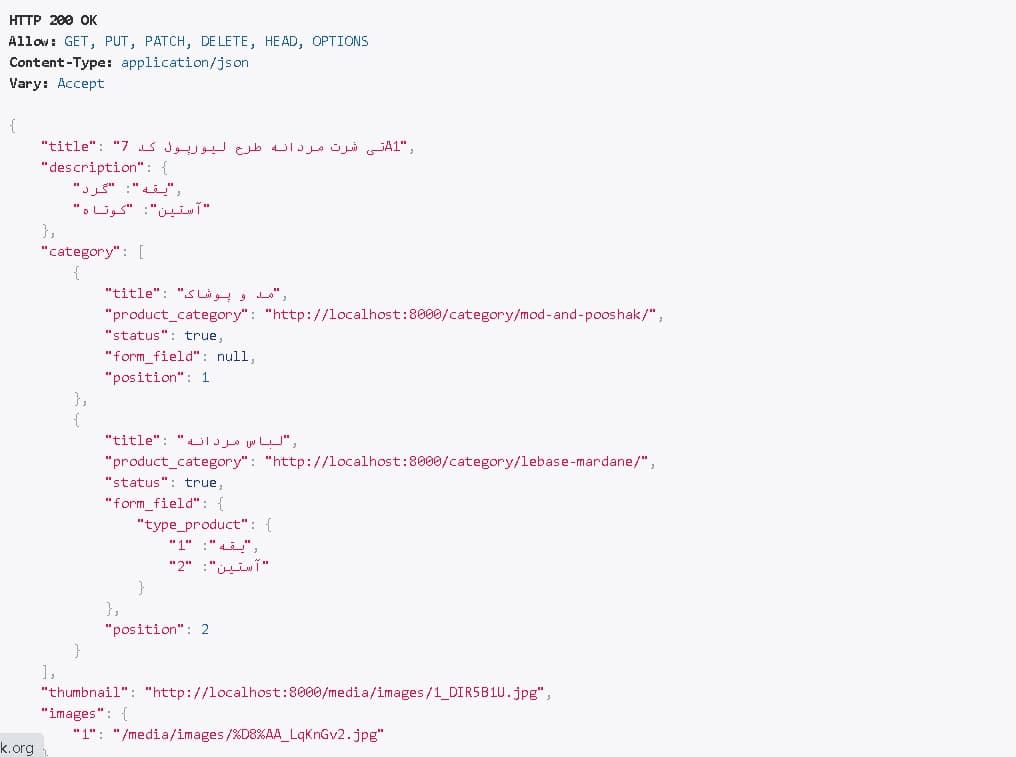 HTTP 200 OK
Allow: GET, PUT, PATCH, DELETE, HEAD, OPTIONS
Content-Type: application/json
Vary: Accept
{
"title": "تی شرت مردانه طرح لیورپول کد 7A1",
"description": {
"یقه": "گرد",
"آستین": "کوتاه"
},
"category": [
{
"title": "مد و پوشاک",
"product_category": "http://localhost:8000/category/mod-and-pooshak/",
"status": true,
"form_field": null,
"position": 1
},
{
"title": "لباس مردانه",
"product_category": "http://localhost:8000/category/lebase-mardane/",
"status": true,
"form_field": {
"type_product": {
"یقه": "1",
"آستین": "2"
}
},
"position": 2
}
],
"thumbnail": "http://localhost:8000/media/images/1_DIR5B1U.jpg",
"images": {
"1": "/media/images/%D8%AA_LqKnGv2.jpg"
k.org